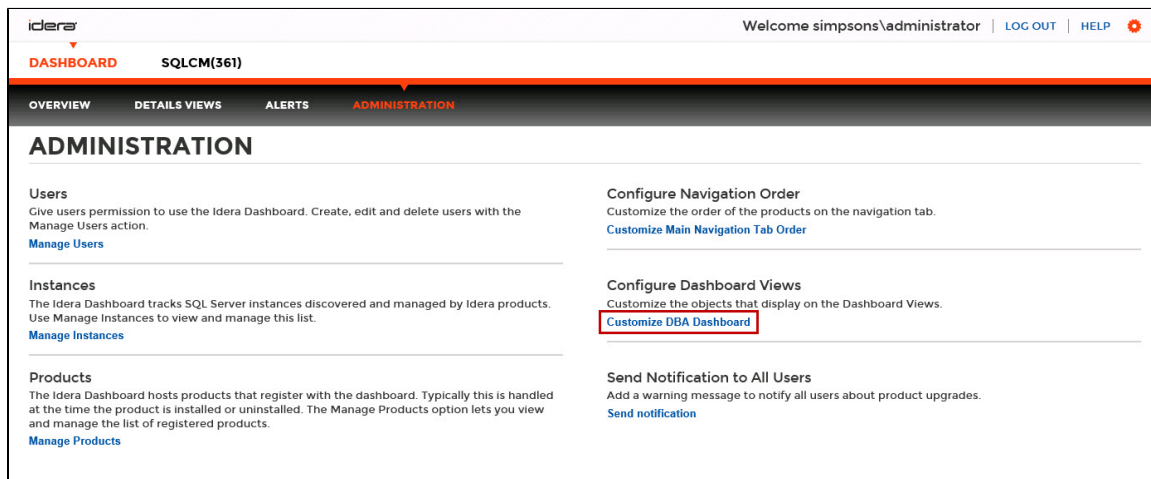 idera
Welcome simpsons\administrator | LOG OUT | HELP
DASHBOARD SQLCM(361)
OVERVIEW DETAILS VIEWS ALERTS ADMINISTRATION
ADMINISTRATION
Users
Give users permission to use the Idera Dashboard. Create, edit and delete users with the
Manage Users action.
Manage Users
Instances
The Idera Dashboard tracks SQL Server instances discovered and managed by Idera products.
Use Manage Instances to view and manage this list.
Manage Instances
Products
The Idera Dashboard hosts products that register with the dashboard. Typically this is handled
at the time the product is installed or uninstalled. The Manage Products option lets you view
and manage the list of registered products.
Manage Products
Configure Navigation Order
Customize the order of the products on the navigation tab.
Customize Main Navigation Tab Order
Configure Dashboard Views
Customize the objects that display on the Dashboard Views.
Customize DBA Dashboard
Send Notification to All Users
Add a warning message to notify all users about product upgrades.
Send notification